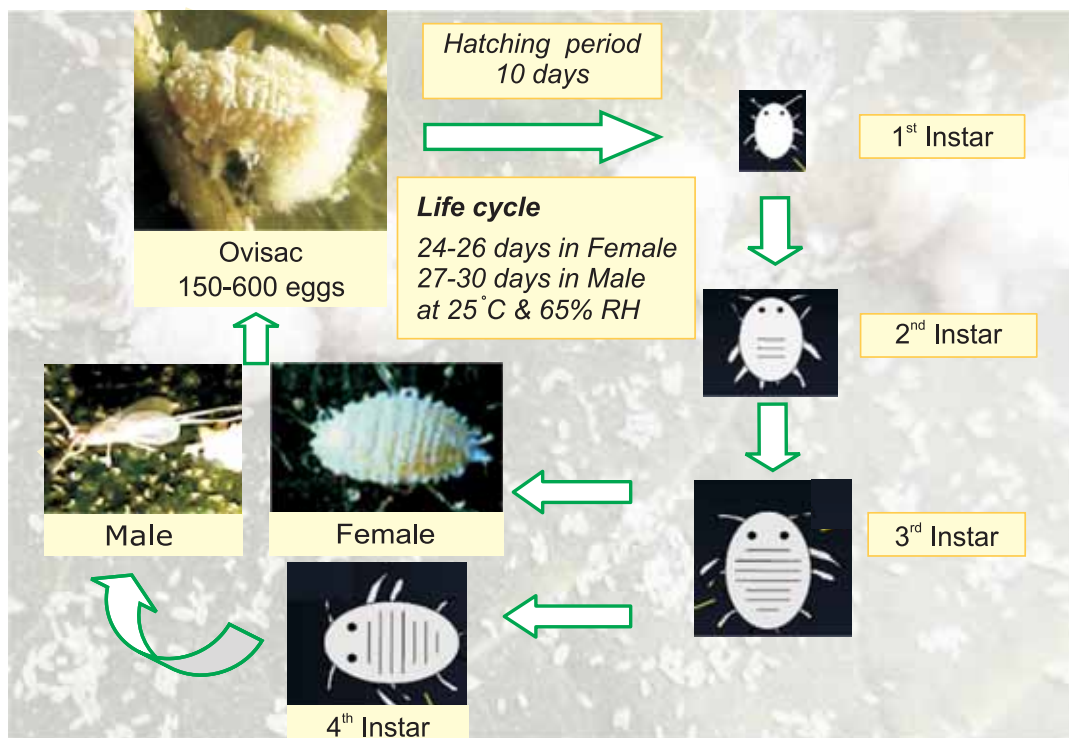 Hatching period
10 days
1st Instar
Life cycle
24-26 days in Female
27-30 days in Male
at 25°C & 65% RH
Ovisac
150-600 eggs
2nd Instar
Male
Female
3rd Instar
4th Instar